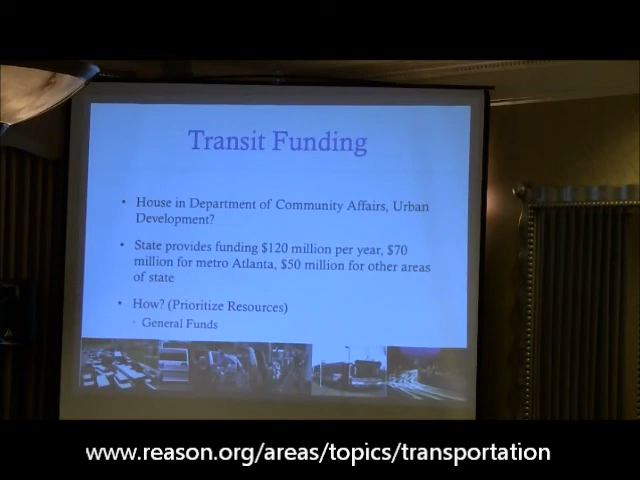 Transit Funding
• House in Department of Community Affairs, Urban
Development?
• State provides funding $120 million per year, $70
million for metro Atlanta, $50 million for other areas
of state
• How? (Prioritize Resources)
• General Funds
www.reason.org/areas/topics/transportation